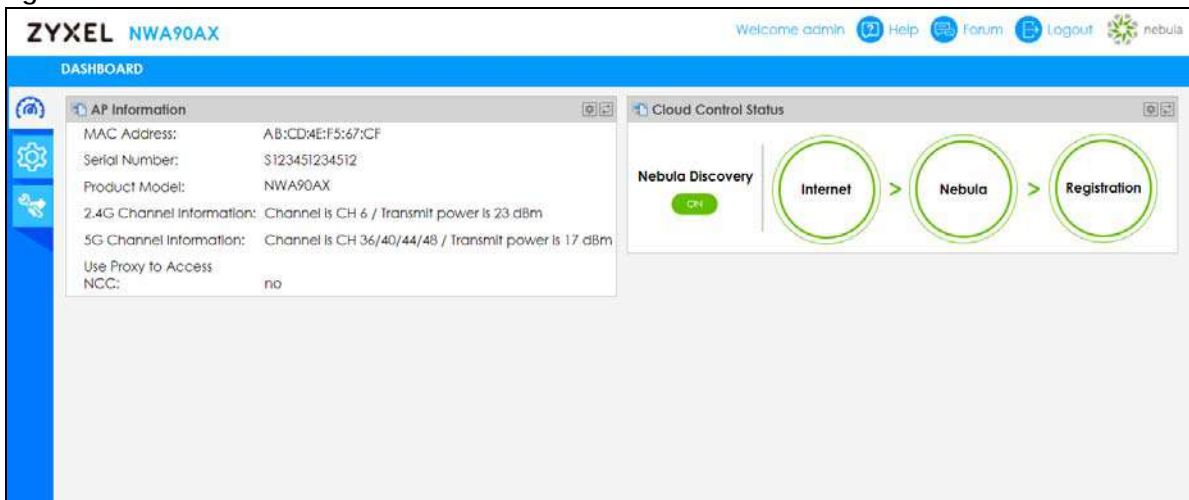 ZYXEL NWA90AX
Welcome admin Help Forum Logout nebula
DASHBOARD
AP Information
MAC Address: AB:CD:4E:F5:67:CF
Serial Number: S123451234512
Product Model: NWA90AX
2.4G Channel Information: Channel is CH 6 / Transmit power is 23 dBm
5G Channel Information: Channel is CH 36/40/44/48 / Transmit power is 17 dBm
Use Proxy to Access
NCC: no
Cloud Control Status
Nebula Discovery
ON
Internet > Nebula > Registration